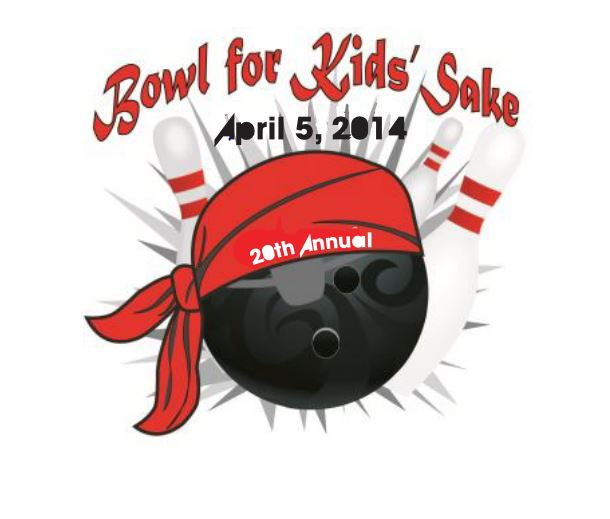 Bowl for Kids' Sake
April 5, 2014
20th Annual